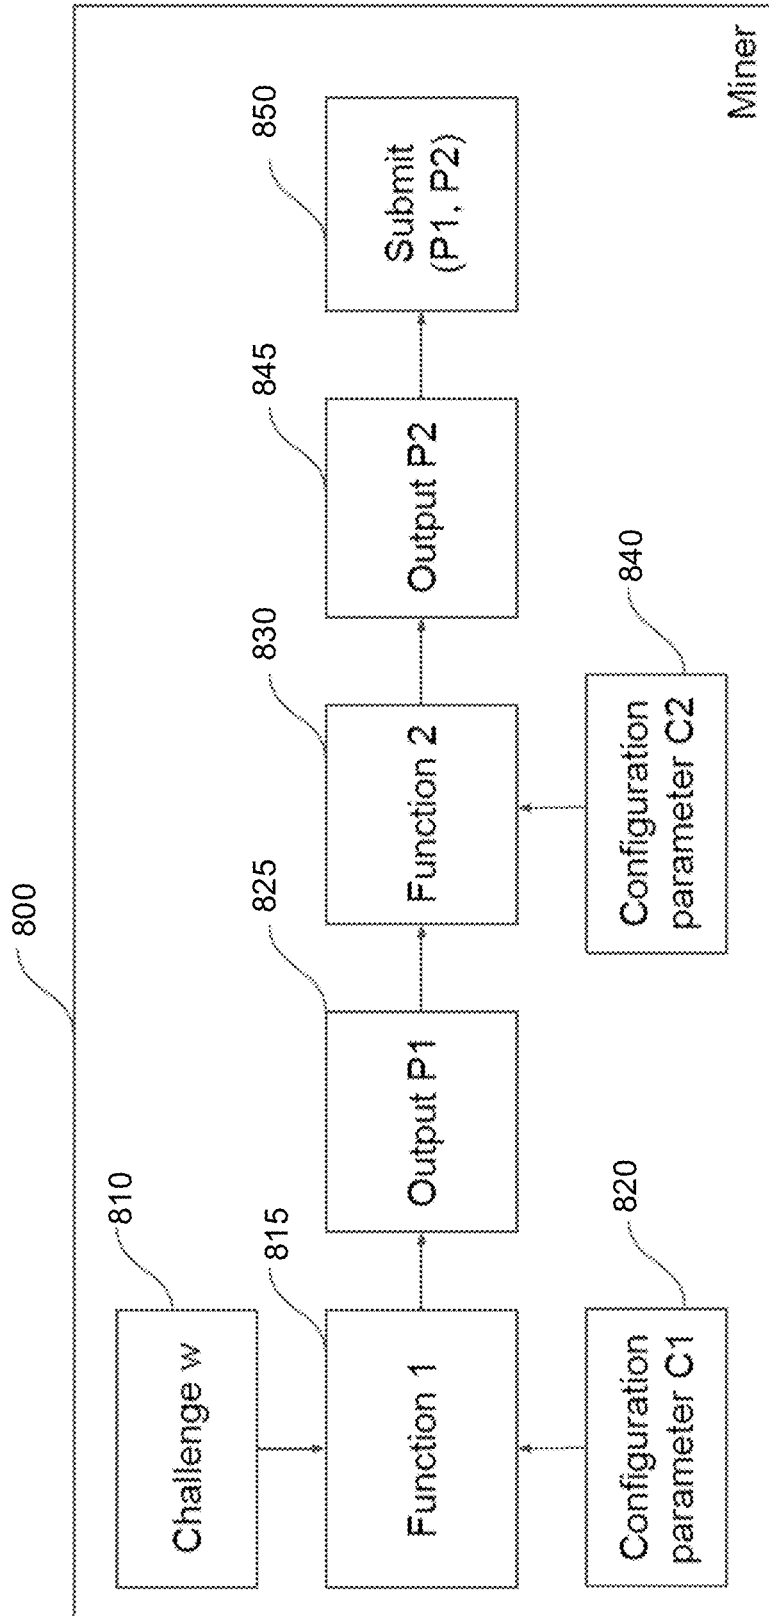 800
810
Challenge w
815
Function 1
820
Configuration
parameter C1
825
Output P1
830
Function 2
840
Configuration
parameter C2
845
Output P2
850
Submit
(P1, P2)
Miner